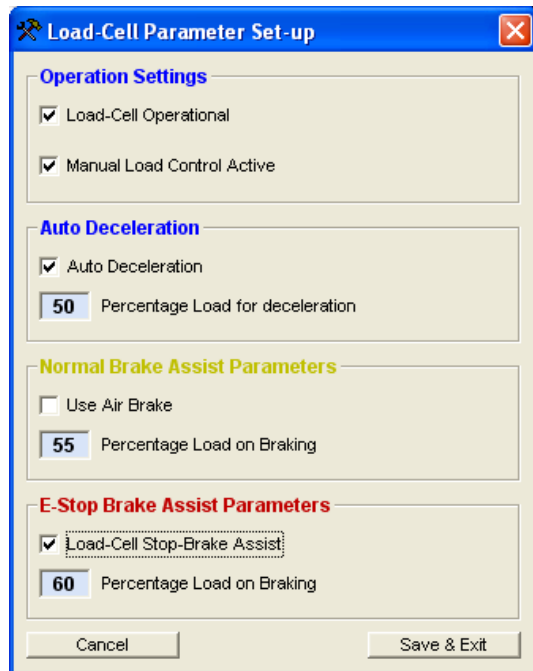 Load-Cell Parameter Set-up
Operation Settings
Load-Cell Operational
Manual Load Control Active
Auto Deceleration
Auto Deceleration
50 Percentage Load for deceleration
Normal Brake Assist Parameters
Use Air Brake
55 Percentage Load on Braking
E-Stop Brake Assist Parameters
Load-Cell Stop-Brake Assist
60 Percentage Load on Braking
Cancel Save & Exit